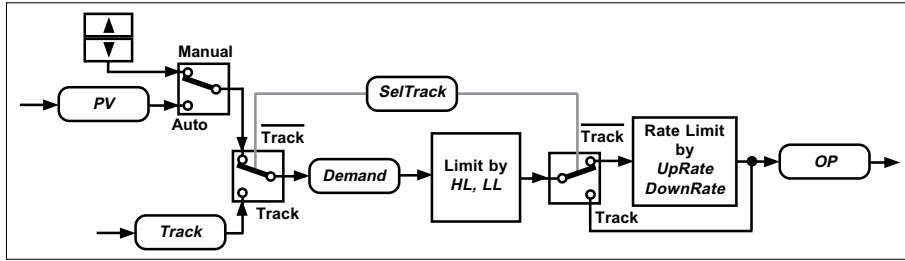 Manual
PV
Auto
SelTrack
Track
Track
Rate Limit
by
UpRate
DownRate
Limit by
HL, LL
Demand
OP
Track
Track
Track